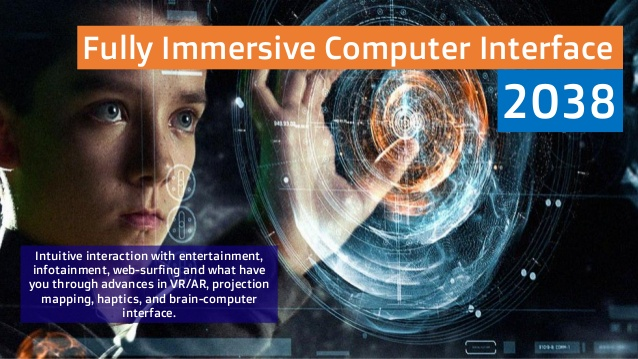 Fully Immersive Computer Interface
2038
Intuitive interaction with entertainment,
infotainment, web-surfing and what have
you through advances in VR/AR, projection
mapping, haptics, and brain-computer
interface.